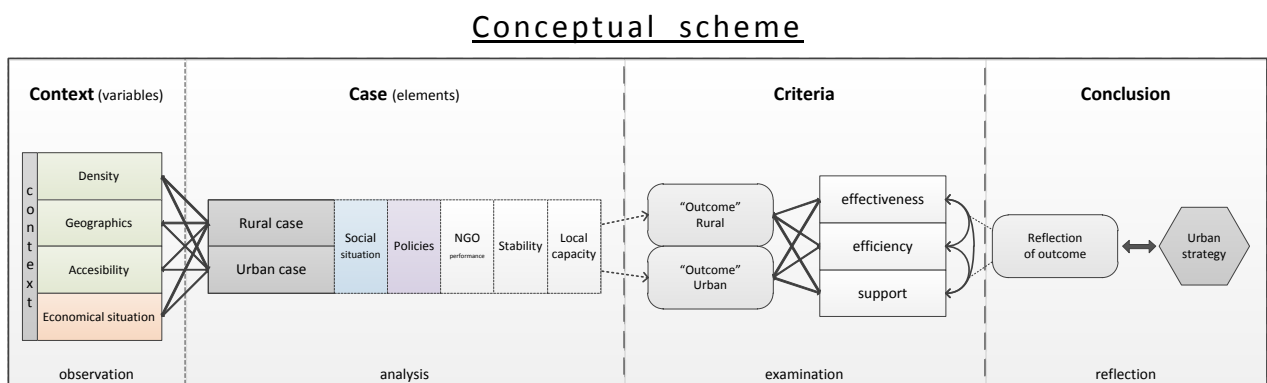 Conceptual scheme
Context (variables)
Case (elements)
Criteria
Conclusion
context
Density
Geographics
Accesibility
Economical situation
Rural case
Urban case
Social
situation
Policies
NGO
performance
Stability
Local
capacity
"Outcome"
Rural
"Outcome"
Urban
effectiveness
efficiency
support
Reflection
of outcome
Urban
strategy
observation
analysis
examination
reflection